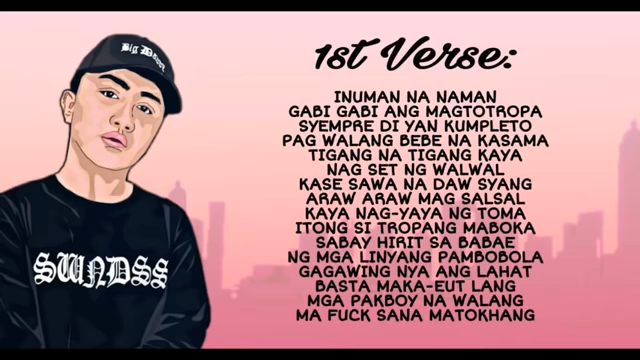 Big Daddy
SWNDSS
1st Verse:
INUMAN NA NAMAN
GABI GABI ANG MAGTOTROPA
SYEMPRE DI YAN KUMPLETO
PAG WALANG BEBE NA KASAMA
TIGANG NA TIGANG KAYA
NAG SET NG WALWAL
KASE SAWA NA DAW SYANG
ARAW ARAW MAG SALSAL
KAYA NAG-YAYA NG TOMA
ITONG SI TROPANG MABOKA
SABAY HIRIT SA BABAE
NG MGA LINYANG PAMBOBOLA
GAGAWING NYA ANG LAHAT
BASTA MAKA-EUT LANG
MGA PAKBOY NA WALANG
MA FUCK SANA MATOKHANG